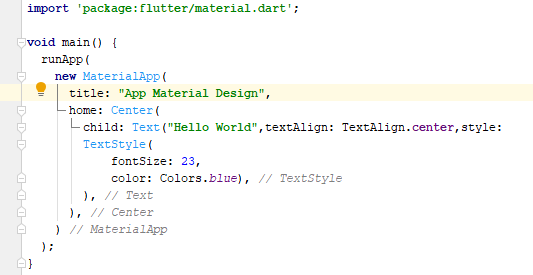 import 'package:flutter/material.dart';
void main() {
runApp(
new MaterialApp(
title: "App Material Design",
home: Center(
child: Text("Hello World",textAlign: TextAlign.center,style:
TextStyle(
fontSize: 23,
color: Colors.blue), // TextStyle
), // Text
), // Center
) // MaterialApp
);
}